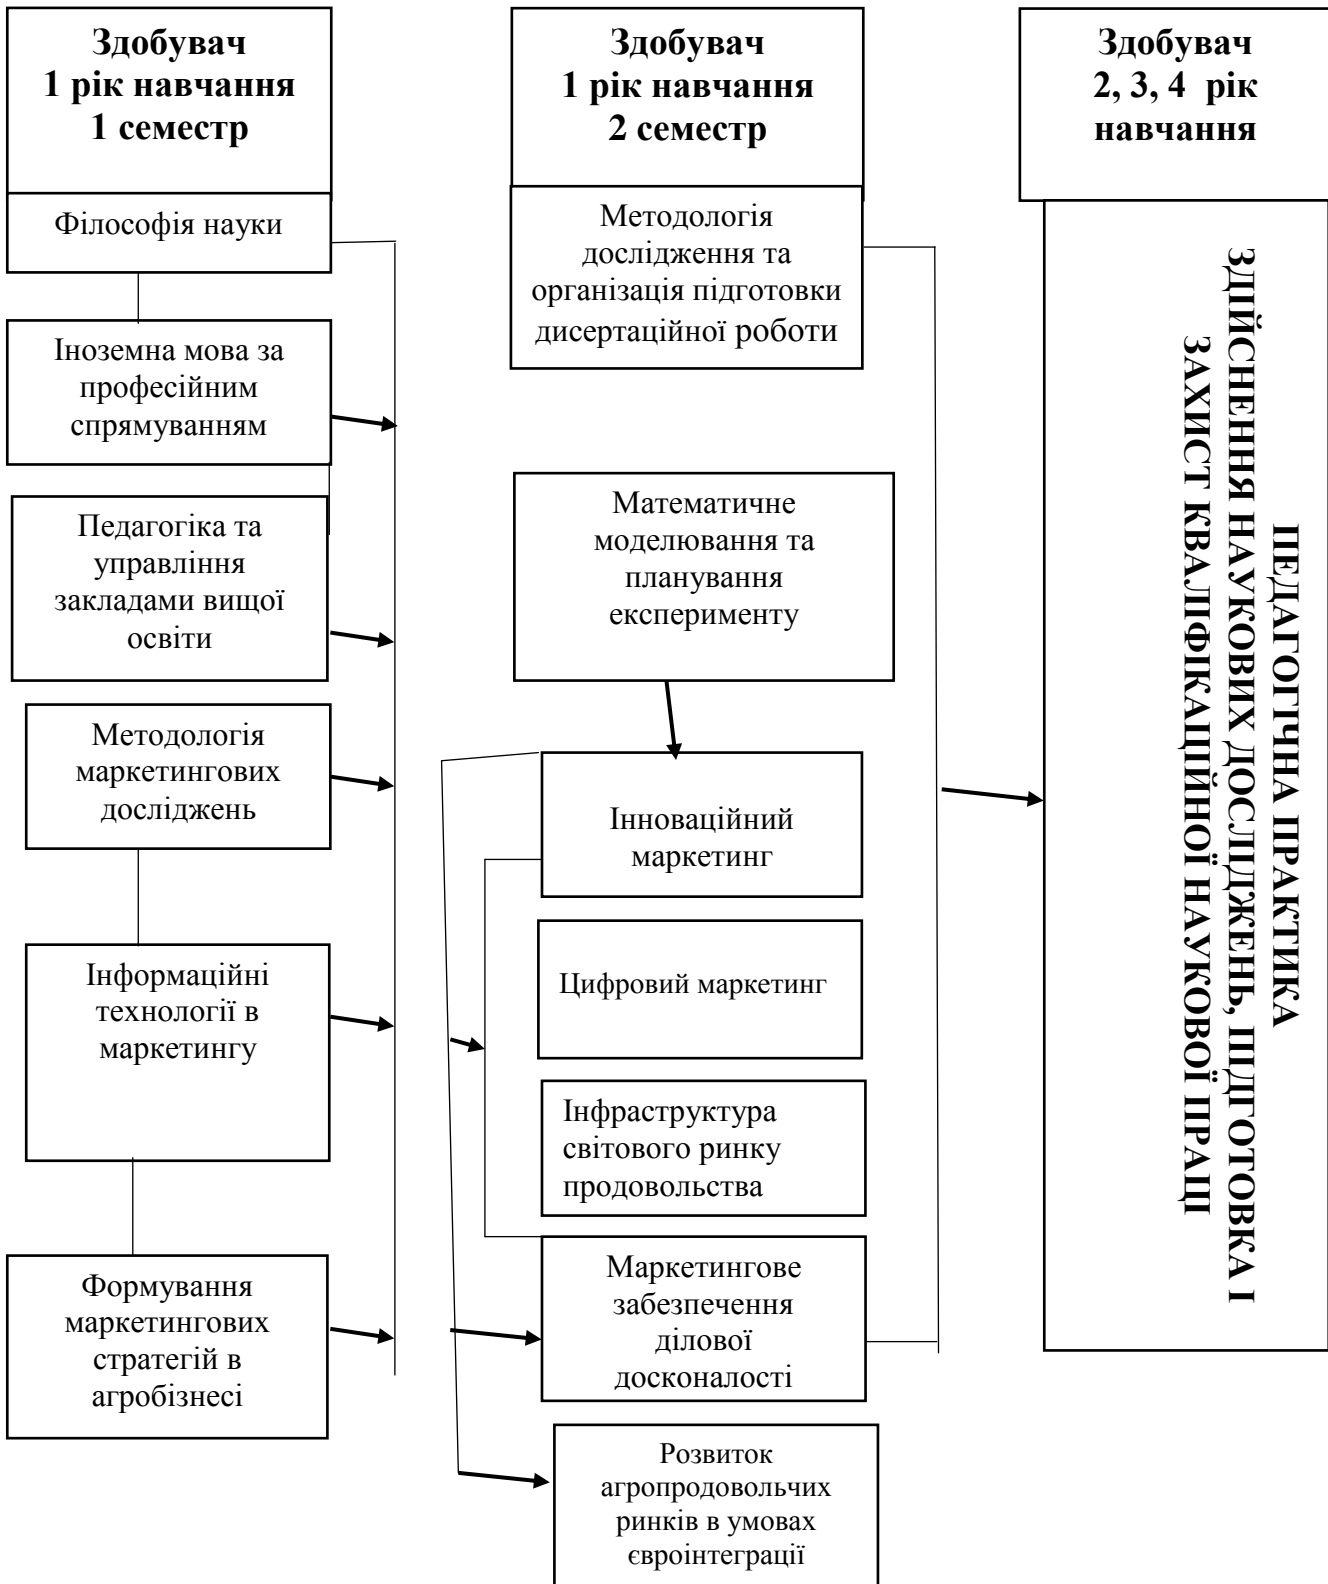 Здобувач
1 рік навчання
1 семестр
Філософія науки
Іноземна мова за
професійним
спрямуванням
Педагогіка та
управління
закладами вищої
освіти
Методологія
маркетингових
досліджень
Інформаційні
технології в
маркетингу
Формування
маркетингових
стратегій в
агробізнесі
Здобувач
1 рік навчання
2 семестр
Методологія
дослідження та
організація підготовки
дисертаційної роботи
Математичне
моделювання та
планування
експерименту
Інноваційний
маркетинг
Цифровий маркетинг
Інфраструктура
світового ринку
продовольства
Маркетингове
забезпечення
ділової
досконалості
Розвиток
агропродовольчих
ринків в умовах
євроінтеграції
Здобувач
2, 3, 4 рік
навчання
ПЕДАГОГІЧНА ПРАКТИКА
ЗДІЙСНЕННЯ НАУКОВИХ ДОСЛІДЖЕНЬ, ПІДГОТОВКА І
ЗАХИСТ КВАЛІФІКАЦІЙНОЇ НАУКОВОЇ ПРАЦІ